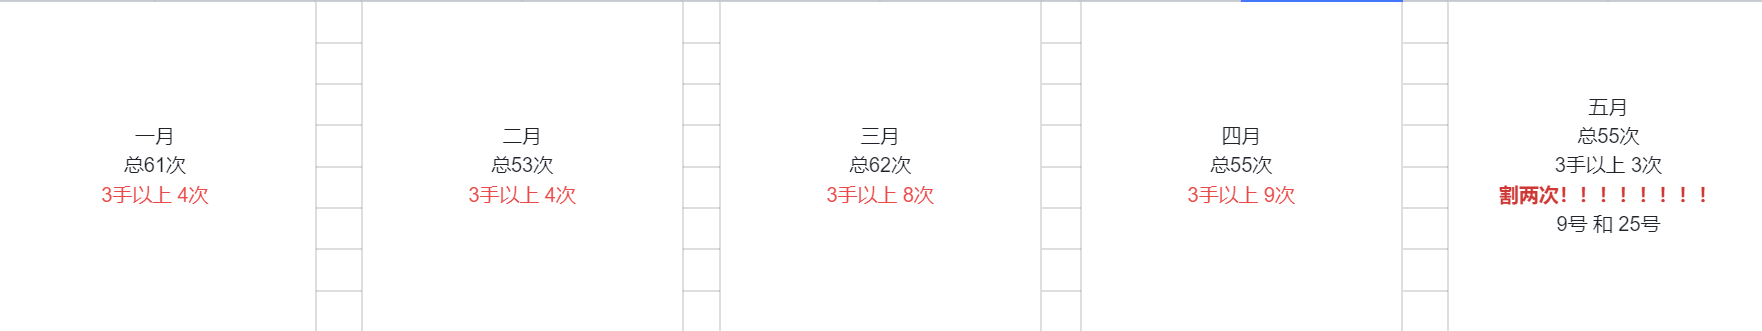 一月
总61次
3手以上 4次
二月
总53次
3手以上 4次
三月
总62次
3手以上 8次
四月
总55次
3手以上 9次
五月
总55次
3手以上 3次
割两次！！！！！！！！
9号 和 25号